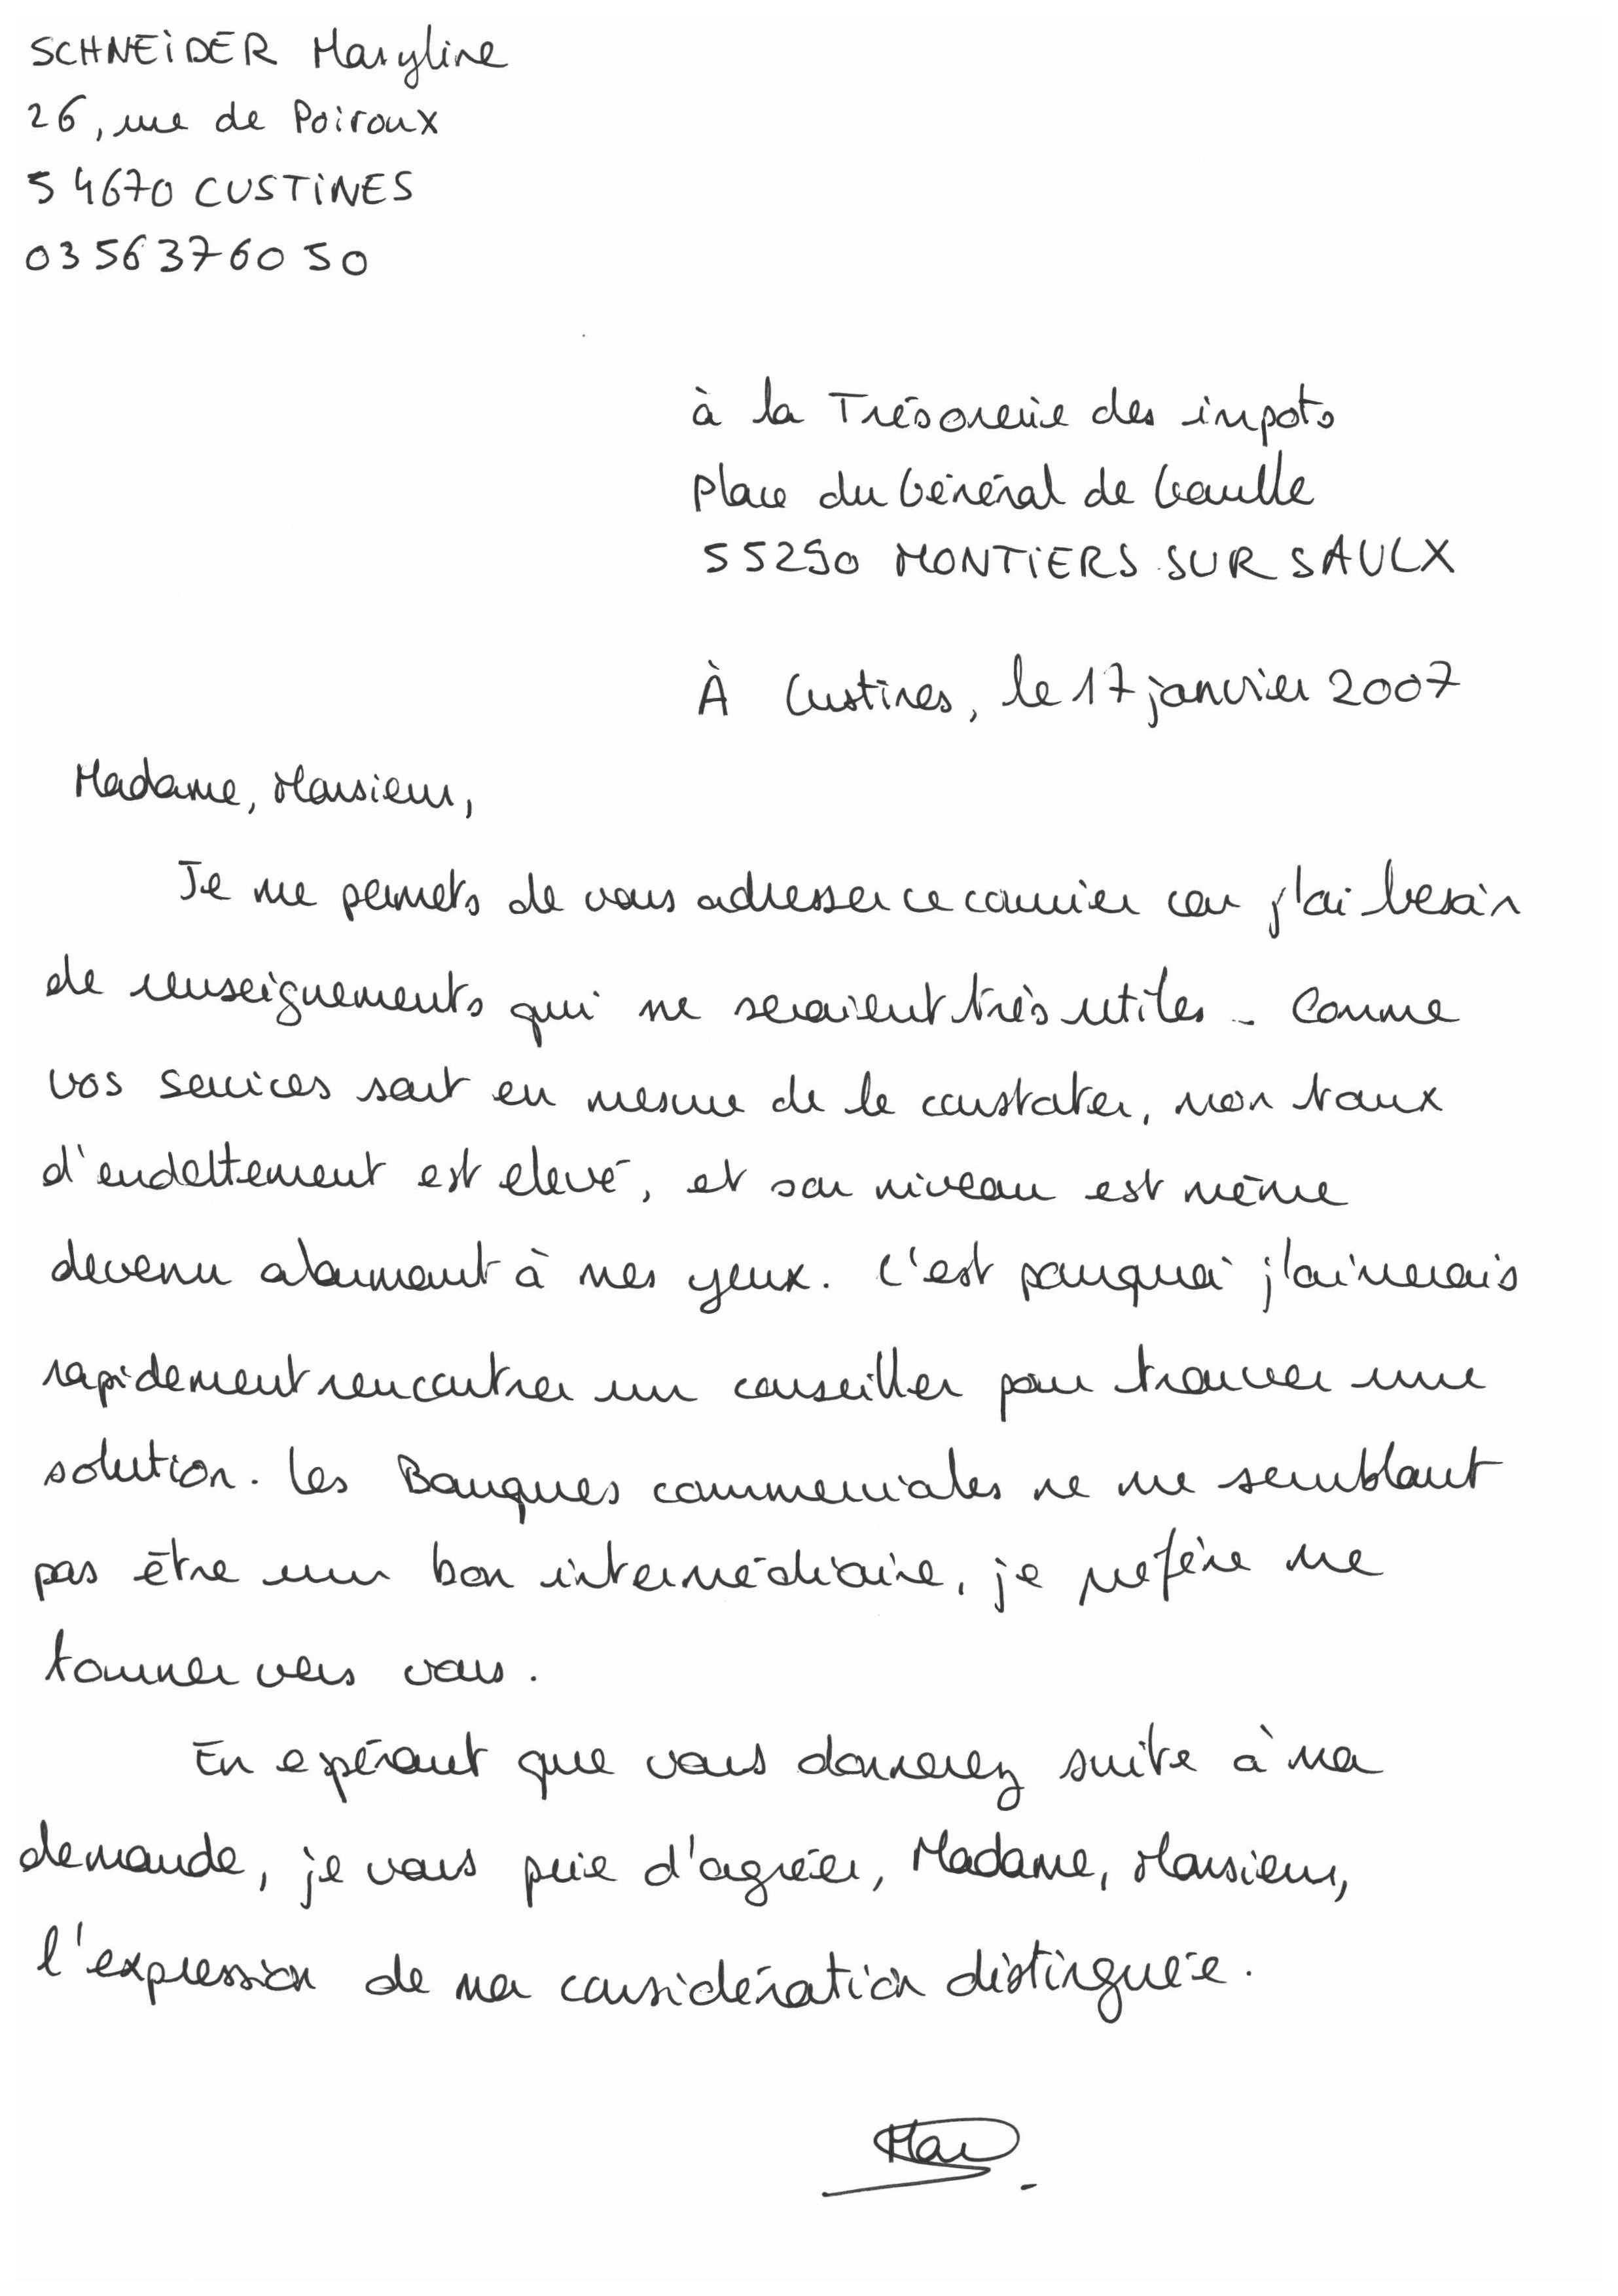 SCHNEIDER Maryline
26, rue de Poiroux
54670 CUSTINES
0356376050
à la Trésorerie des impots
Place du Général de Gaulle
55290 MONTIERS SUR SAULX
À Custines, le 17 janvier 2007
Madame, Monsieur,
Je me permets de vous adresser ce courrier car j'ai besoin
de renseignements qui me seraient très utiles. Comme
vos services sont en mesure de le constater, mon taux
d'endettement est elevé, et son niveau est même
devenu alarmant à mes yeux. C'est pourquoi j'aimerais
rapidement rencontrer un conseiller pour trouver une
solution. Les Banques commerciales ne me semblant
pas être un bon intermédiaire, je préfère me
tourner vers vous.
En epérant que vous donnerez suite à ma
demande, je vous prie d'agréer, Madame, Monsieur,
l'expression de ma considération distinguée.
Mar